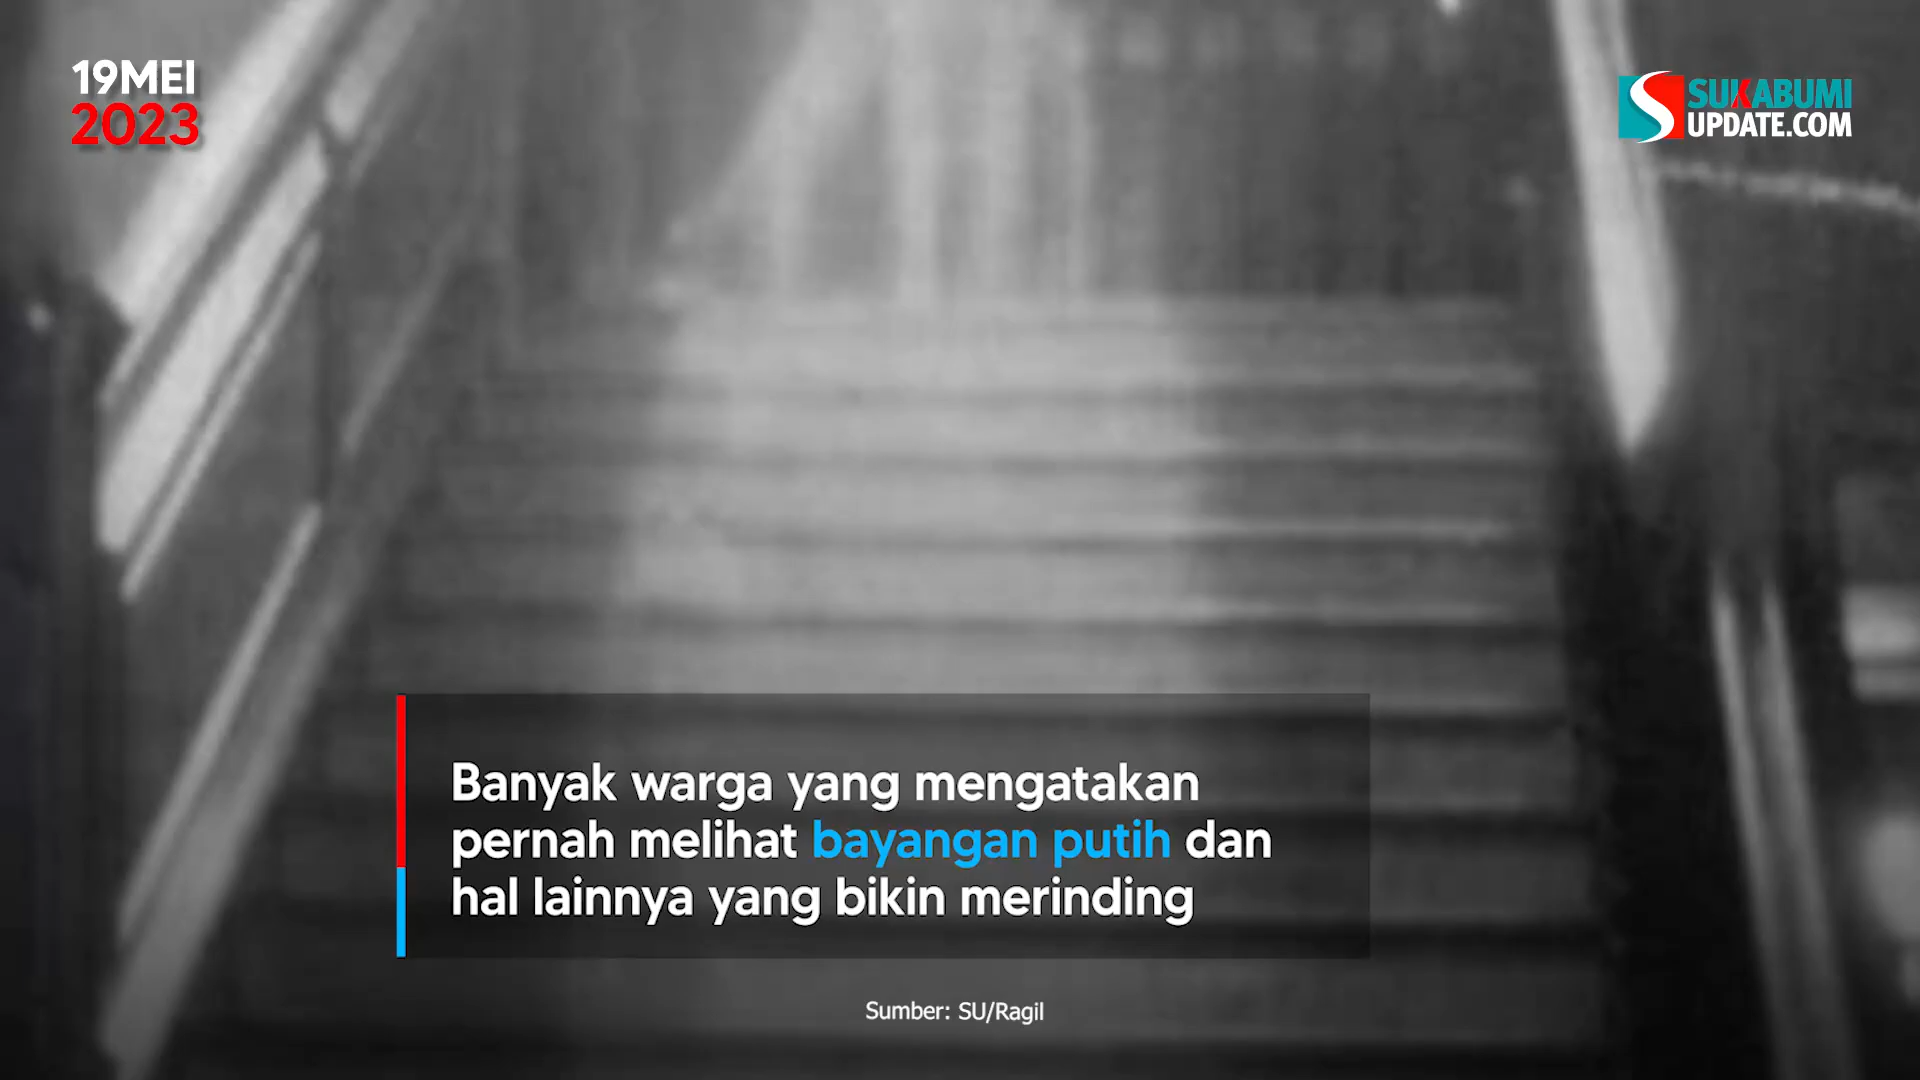 19MEI
2023
SUKABUMI
UPDATE.COM
Banyak warga yang mengatakan
pernah melihat bayangan putih dan
hal lainnya yang bikin merinding
Sumber: SU/Ragil